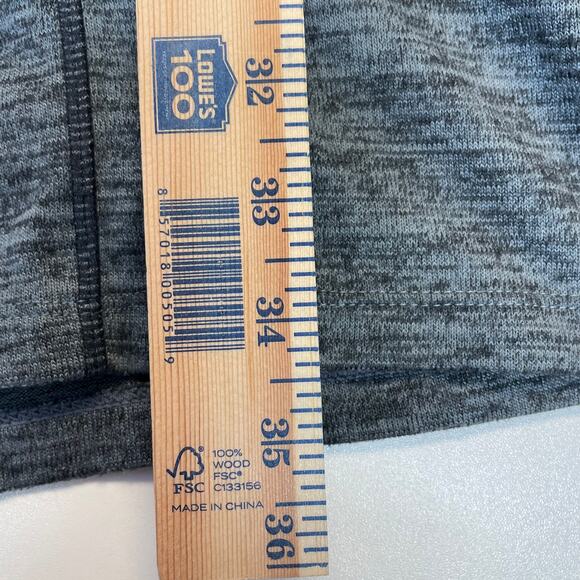 LOWE'S
100
32
33
34
35
36
8 57018 00505 9
100%
WOOD
FSC®
C133156
FSC
MADE IN CHINA